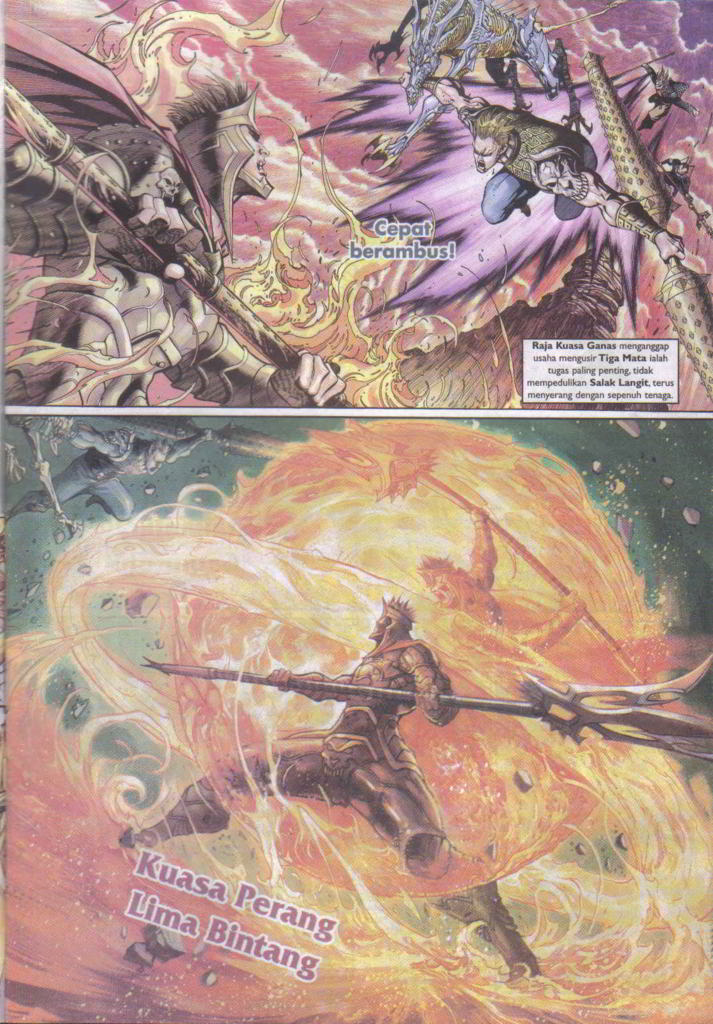 Cepat
berambus!
Raja Kuasa Ganas menganggap
usaha mengusir Tiga Mata ialah
tugas paling penting, tidak
mempedulikan Salak Langit, terus
menyerang dengan sepenuh tenaga.
Kuasa Perang
Lima Bintang